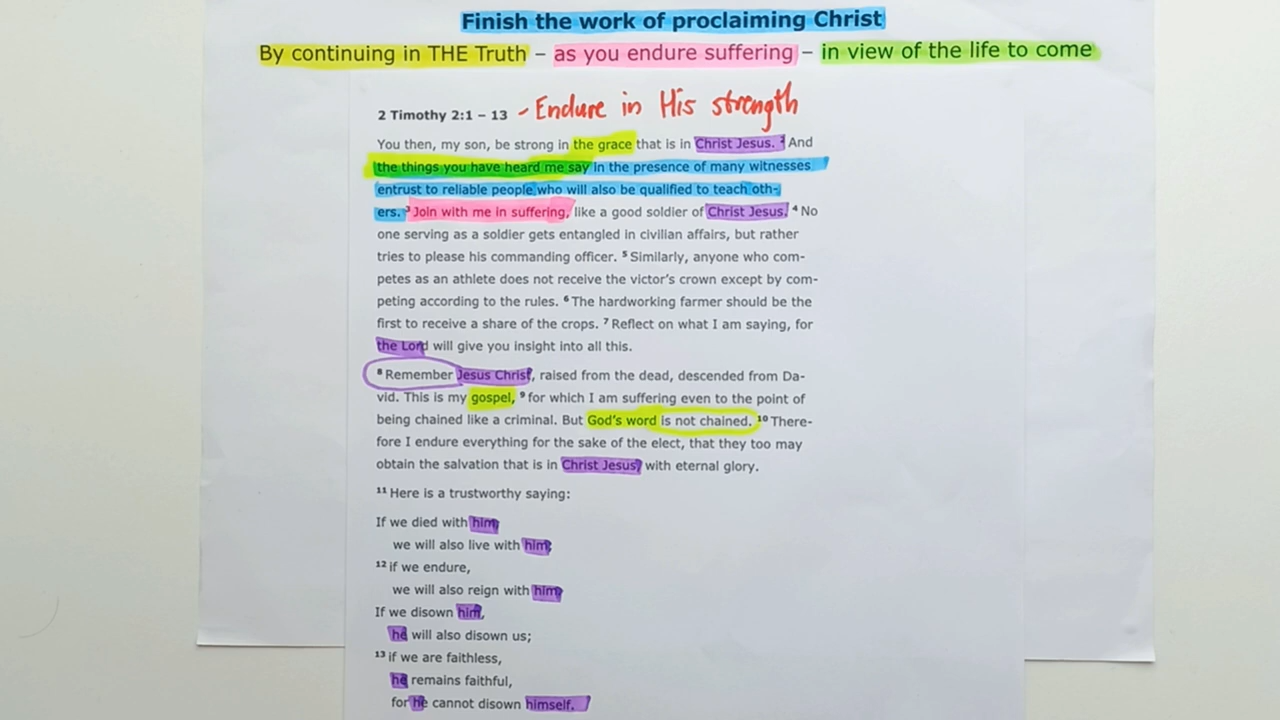 Finish the work of proclaiming Christ
By continuing in THE Truth – as you endure suffering – in view of the life to come
2 Timothy 2:1 – 13 - Endure in His strength
You then, my son, be strong in the grace that is in Christ Jesus. ² And
the things you have heard me say in the presence of many witnesses
entrust to reliable people who will also be qualified to teach oth-
ers. ³ Join with me in suffering, like a good soldier of Christ Jesus. ⁴ No
one serving as a soldier gets entangled in civilian affairs, but rather
tries to please his commanding officer. ⁵ Similarly, anyone who com-
petes as an athlete does not receive the victor’s crown except by com-
peting according to the rules. ⁶ The hardworking farmer should be the
first to receive a share of the crops. ⁷ Reflect on what I am saying, for
the Lord will give you insight into all this.
⁸ Remember Jesus Christ, raised from the dead, descended from Da-
vid. This is my gospel, ⁹ for which I am suffering even to the point of
being chained like a criminal. But God’s word is not chained. ¹⁰ There-
fore I endure everything for the sake of the elect, that they too may
obtain the salvation that is in Christ Jesus, with eternal glory.
¹¹ Here is a trustworthy saying:
If we died with him,
we will also live with him;
¹² if we endure,
we will also reign with him.
If we disown him,
he will also disown us;
¹³ if we are faithless,
he remains faithful,
for he cannot disown himself.